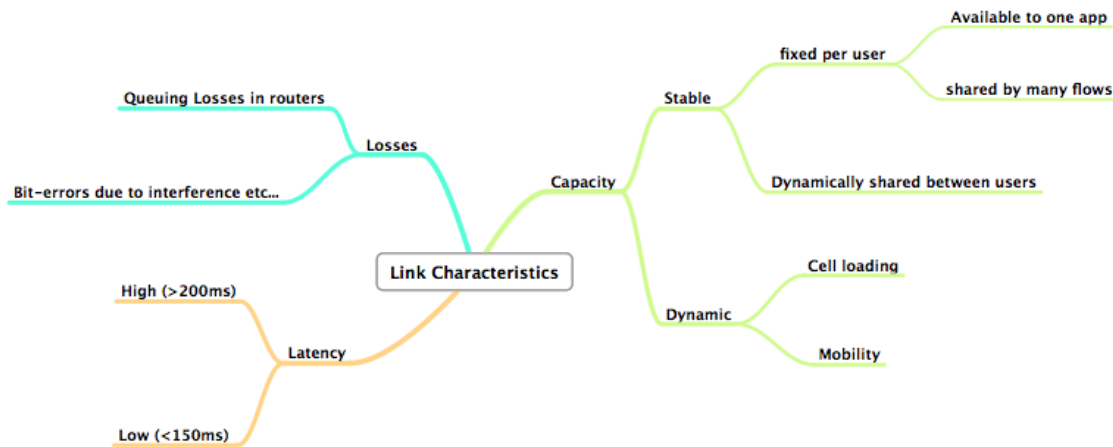 Available to one app
fixed per user
shared by many flows
Stable
Queuing Losses in routers
Losses
Capacity
Dynamically shared between users
Bit-errors due to interference etc...
Link Characteristics
Cell loading
High (>200ms)
Dynamic
Latency
Mobility
Low (<150ms)